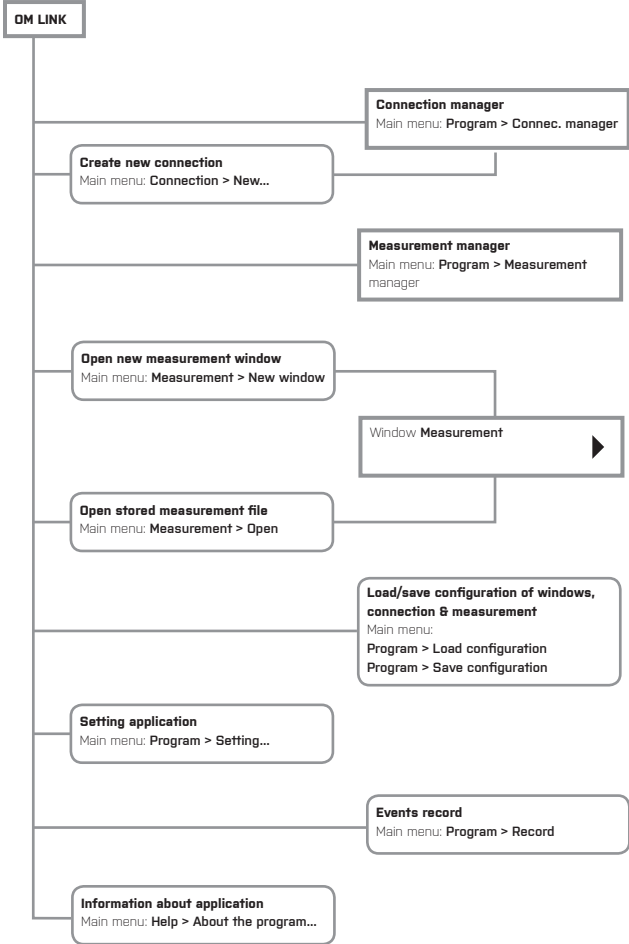 OM LINK
Connection manager
Main menu: Program > Connec. manager
Create new connection
Main menu: Connection > New...
Measurement manager
Main menu: Program > Measurement
manager
Open new measurement window
Main menu: Measurement > New window
Window Measurement
Open stored measurement file
Main menu: Measurement > Open
Load/save configuration of windows,
connection & measurement
Main menu:
Program > Load configuration
Program > Save configuration
Setting application
Main menu: Program > Setting...
Events record
Main menu: Program > Record
Information about application
Main menu: Help > About the program...